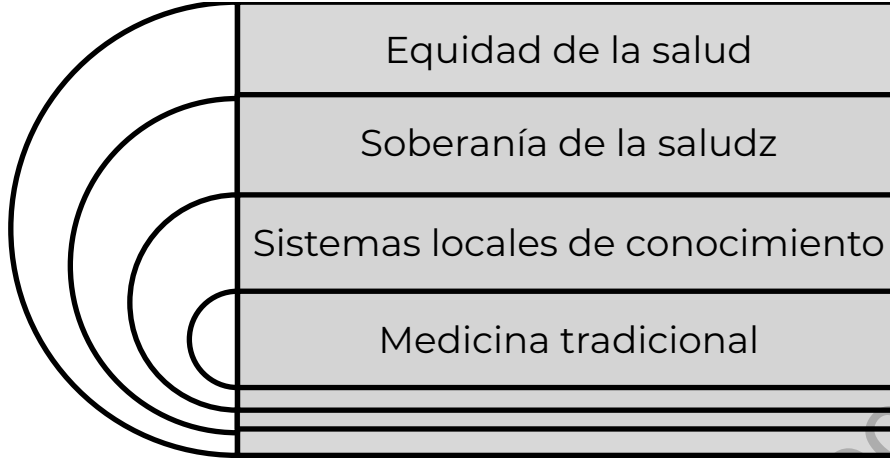 Equidad de la salud
Soberanía de la saludz
Sistemas locales de conocimiento
Medicina tradicional